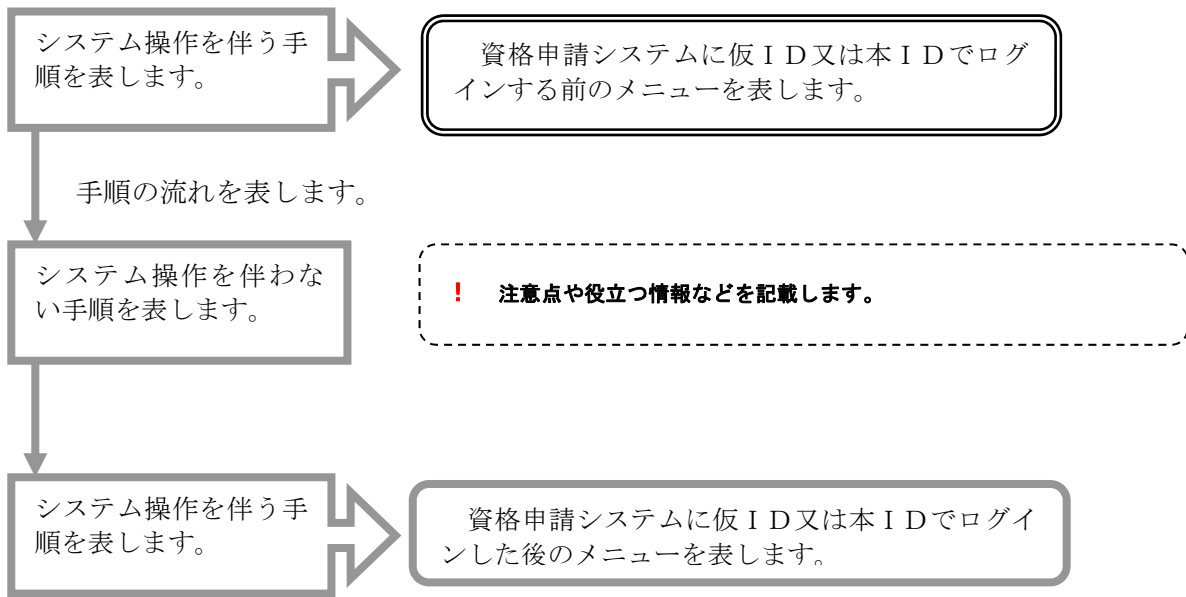 システム操作を伴う手
順を表します。
資格申請システムに仮ＩＤ又は本ＩＤでログ
インする前のメニューを表します。
手順の流れを表します。
システム操作を伴わな
い手順を表します。
！ 注意点や役立つ情報などを記載します。
システム操作を伴う手
順を表します。
資格申請システムに仮ＩＤ又は本ＩＤでログイ
ンした後のメニューを表します。